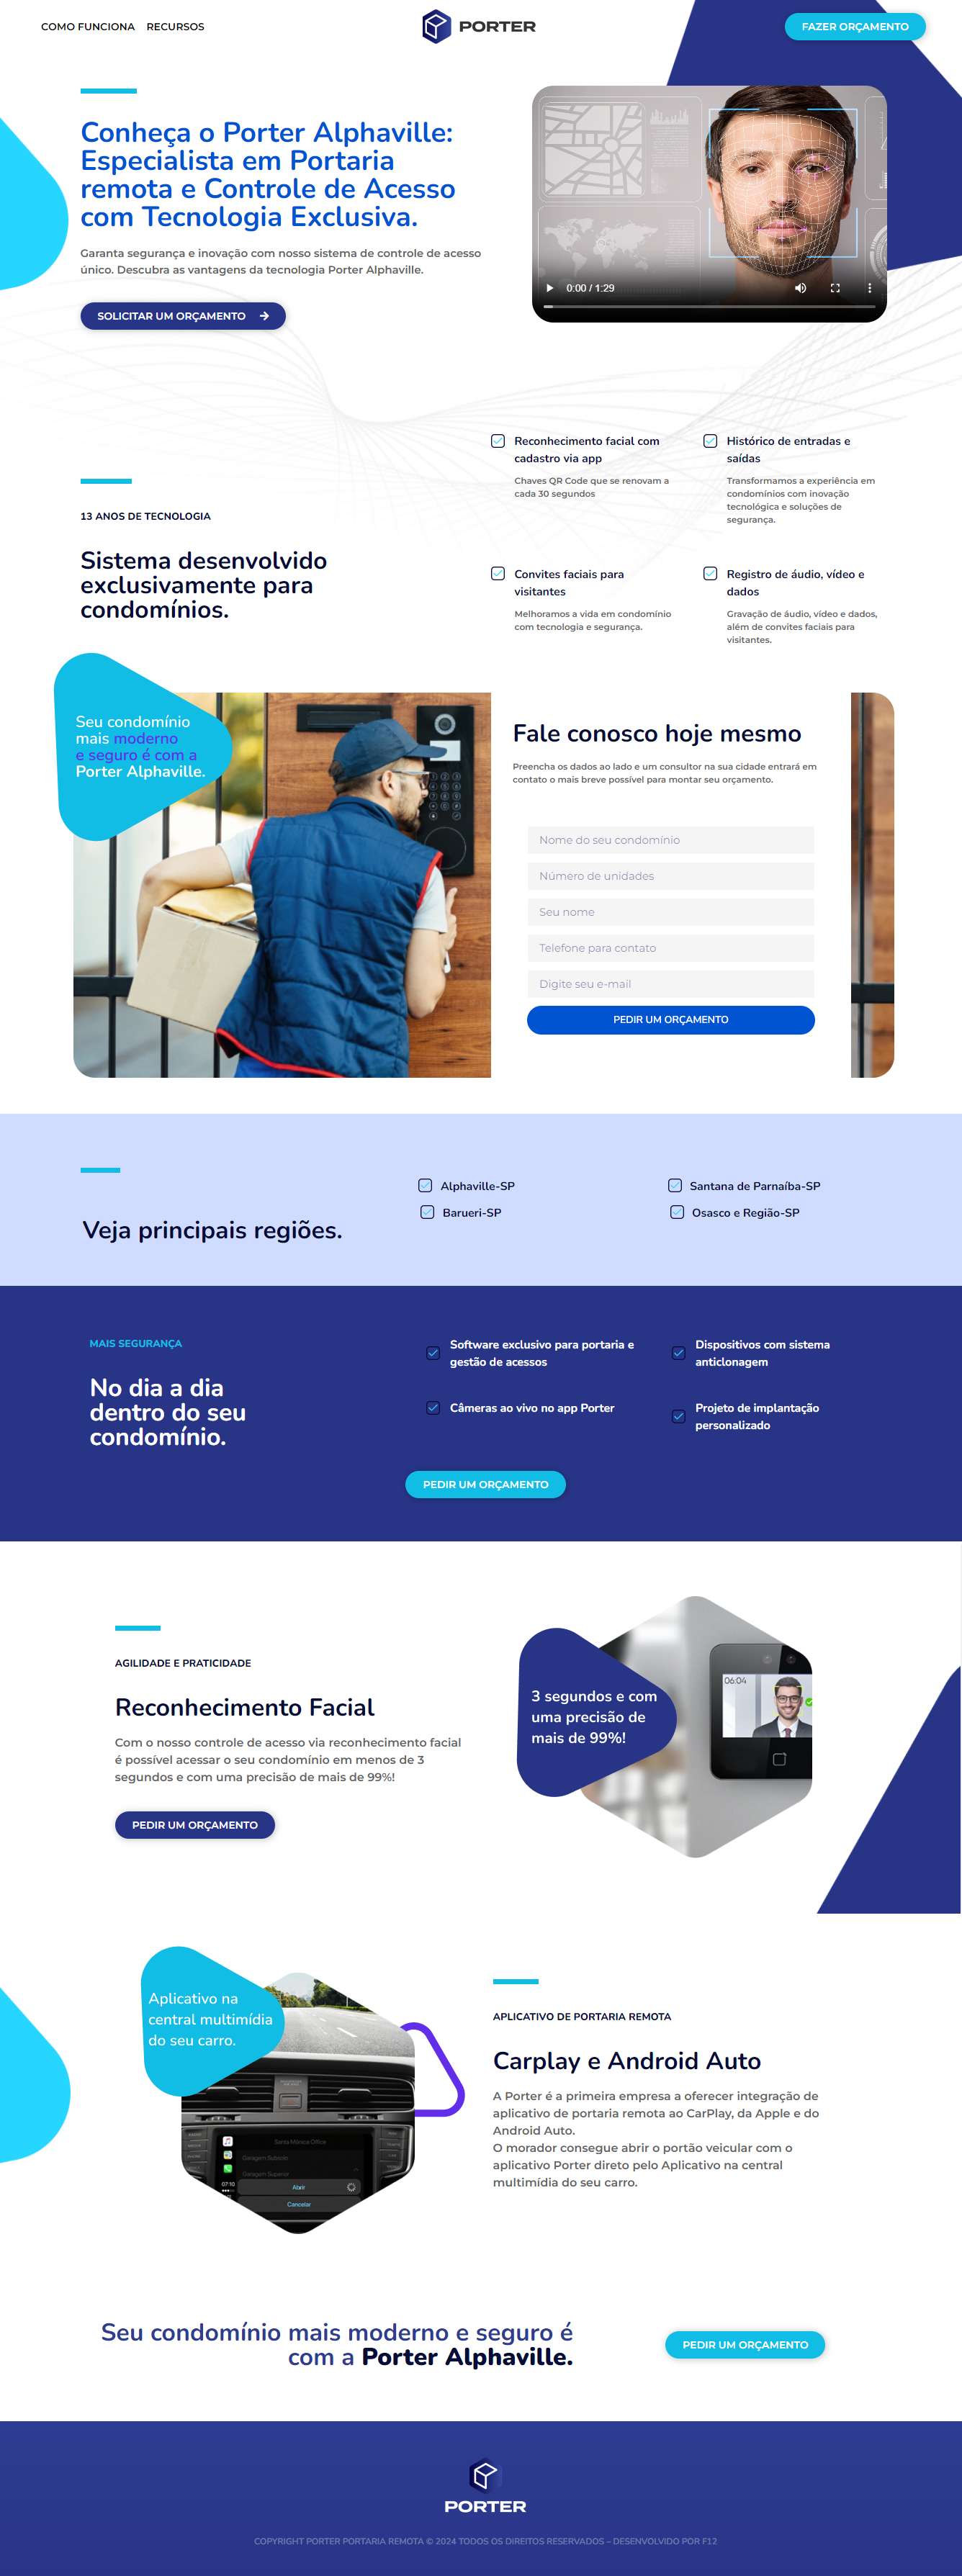 COMO FUNCIONA RECURSOS
PORTER
FAZER ORÇAMENTO
Conheça o Porter Alphaville:
Especialista em Portaria
remota e Controle de Acesso
com Tecnologia Exclusiva.
Garanta segurança e inovação com nosso sistema de controle de acesso
único. Descubra as vantagens da tecnologia Porter Alphaville.
SOLICITAR UM ORÇAMENTO
0:00 / 1:29
13 ANOS DE TECNOLOGIA
Sistema desenvolvido
exclusivamente para
condomínios.
Reconhecimento facial com
cadastro via app
Chaves QR Code que se renovam a
cada 30 segundos
Histórico de entradas e
saídas
Transformamos a experiência em
condomínios com inovação
tecnológica e soluções de
segurança.
Convites faciais para
visitantes
Melhoramos a vida em condomínio
com tecnologia e segurança.
Registro de áudio, vídeo e
dados
Gravação de áudio, vídeo e dados,
além de convites faciais para
visitantes.
Seu condomínio
mais moderno
e seguro é com a
Porter Alphaville.
Fale conosco hoje mesmo
Preencha os dados ao lado e um consultor na sua cidade entrará em
contato o mais breve possível para montar seu orçamento.
Nome do seu condomínio
Número de unidades
Seu nome
Telefone para contato
Digite seu e-mail
PEDIR UM ORÇAMENTO
Veja principais regiões.
Alphaville-SP
Santana de Parnaíba-SP
Barueri-SP
Osasco e Região-SP
MAIS SEGURANÇA
No dia a dia
dentro do seu
condomínio.
Software exclusivo para portaria e
gestão de acessos
Dispositivos com sistema
anticlonagem
Câmeras ao vivo no app Porter
Projeto de implantação
personalizado
PEDIR UM ORÇAMENTO
AGILIDADE E PRATICIDADE
Reconhecimento Facial
Com o nosso controle de acesso via reconhecimento facial
é possível acessar o seu condomínio em menos de 3
segundos e com uma precisão de mais de 99%!
PEDIR UM ORÇAMENTO
3 segundos e com
uma precisão de
mais de 99%!
06:04
Aplicativo na
central multimídia
do seu carro.
Santa Mônica Office
Garagem Subsolo
Garagem Superior
07:10
Abrir
Cancelar
APLICATIVO DE PORTARIA REMOTA
Carplay e Android Auto
A Porter é a primeira empresa a oferecer integração de
aplicativo de portaria remota ao CarPlay, da Apple e do
Android Auto.
O morador consegue abrir o portão veicular com o
aplicativo Porter direto pelo Aplicativo na central
multimídia do seu carro.
Seu condomínio mais moderno e seguro é
com a Porter Alphaville.
PEDIR UM ORÇAMENTO
PORTER
COPYRIGHT PORTER PORTARIA REMOTA © 2024 TODOS OS DIREITOS RESERVADOS – DESENVOLVIDO POR F12